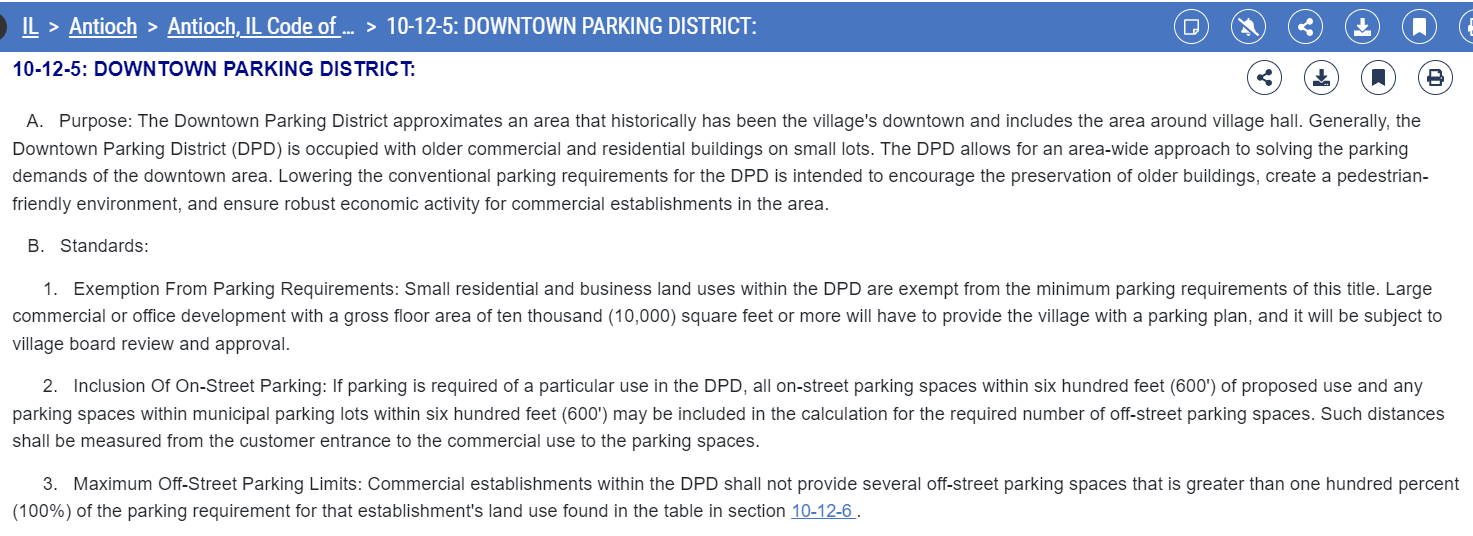 IL > Antioch > Antioch, IL Code of ... > 10-12-5: DOWNTOWN PARKING DISTRICT:
10-12-5: DOWNTOWN PARKING DISTRICT:
A. Purpose: The Downtown Parking District approximates an area that historically has been the village's downtown and includes the area around village hall. Generally, the
Downtown Parking District (DPD) is occupied with older commercial and residential buildings on small lots. The DPD allows for an area-wide approach to solving the parking
demands of the downtown area. Lowering the conventional parking requirements for the DPD is intended to encourage the preservation of older buildings, create a pedestrian-
friendly environment, and ensure robust economic activity for commercial establishments in the area.
B. Standards:
1. Exemption From Parking Requirements: Small residential and business land uses within the DPD are exempt from the minimum parking requirements of this title. Large
commercial or office development with a gross floor area of ten thousand (10,000) square feet or more will have to provide the village with a parking plan, and it will be subject to
village board review and approval.
2. Inclusion Of On-Street Parking: If parking is required of a particular use in the DPD, all on-street parking spaces within six hundred feet (600') of proposed use and any
parking spaces within municipal parking lots within six hundred feet (600') may be included in the calculation for the required number of off-street parking spaces. Such distances
shall be measured from the customer entrance to the commercial use to the parking spaces.
3. Maximum Off-Street Parking Limits: Commercial establishments within the DPD shall not provide several off-street parking spaces that is greater than one hundred percent
(100%) of the parking requirement for that establishment's land use found in the table in section 10-12-6 .